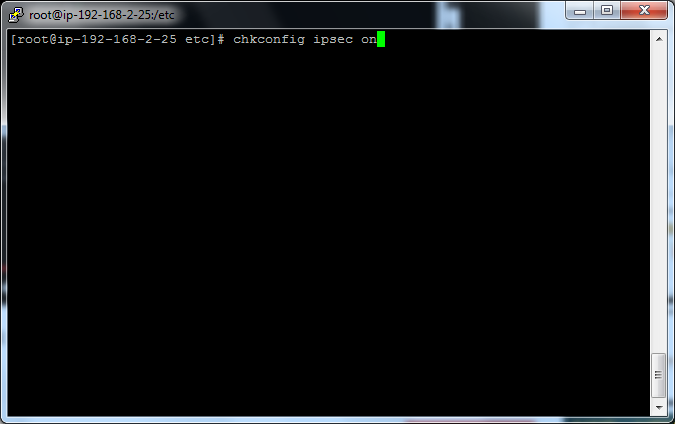 root@ip-192-168-2-25:/etc
[root@ip-192-168-2-25 etc]# chkconfig ipsec on